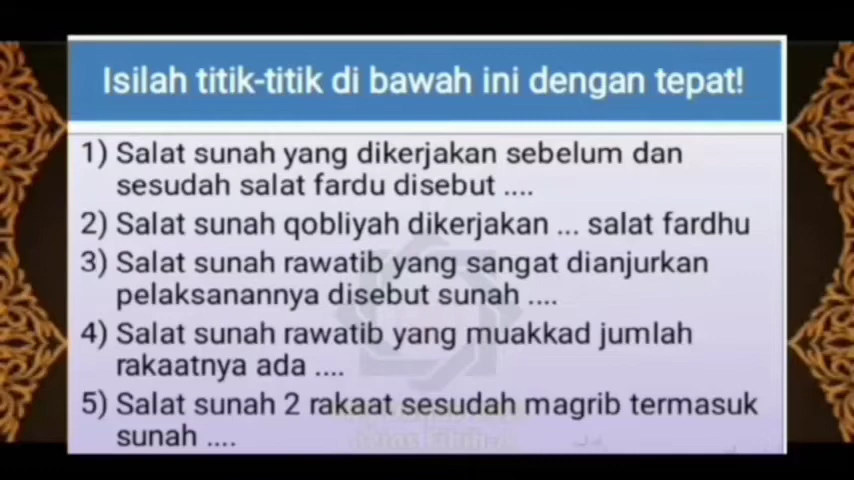 Isilah titik-titik di bawah ini dengan tepat!
1) Salat sunah yang dikerjakan sebelum dan
sesudah salat fardu disebut ....
2) Salat sunah qobliyah dikerjakan ... salat fardhu
3) Salat sunah rawatib yang sangat dianjurkan
pelaksanannya disebut sunah ....
4) Salat sunah rawatib yang muakkad jumlah
rakaatnya ada ....
5) Salat sunah 2 rakaat sesudah magrib termasuk
sunah ....